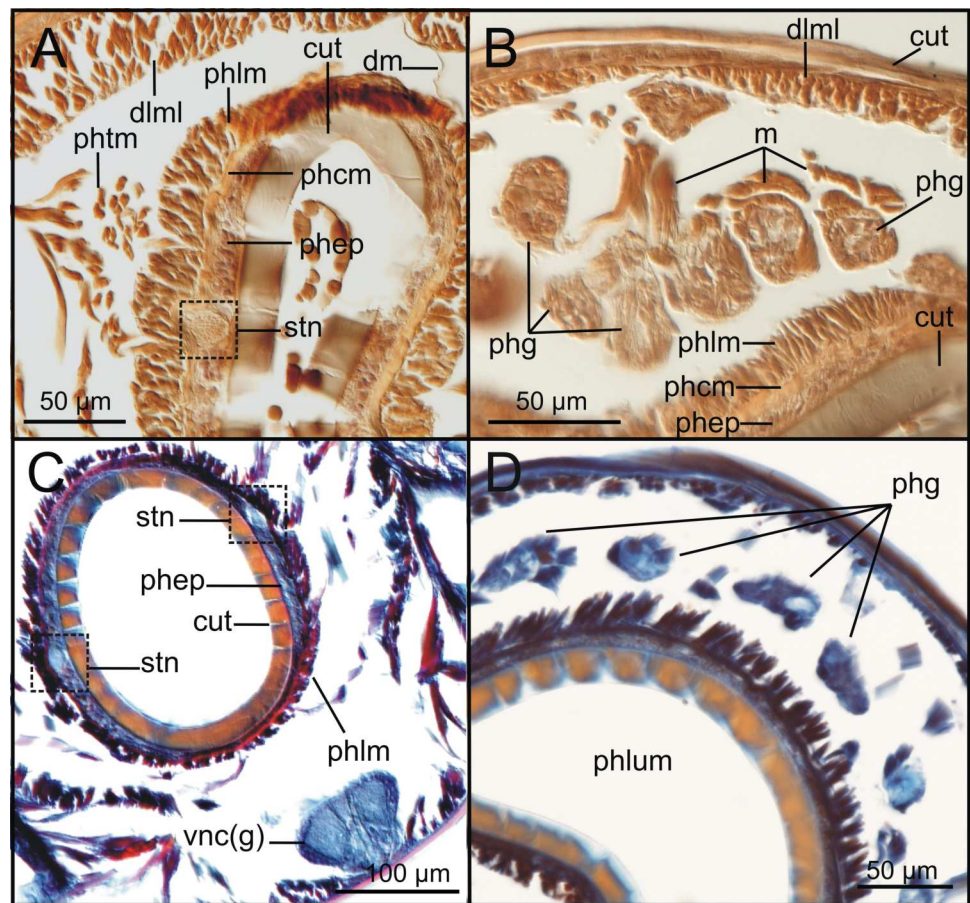 A
cut
dm
phlm
dlml
phtm
phcm
phep
stn
50 µm
B
dlml
cut
m
phg
phg
phlm
cut
phcm
phep
50 µm
C
stn
phep
cut
stn
phlm
vnc(g)
100 µm
D
phg
phlum
50 µm